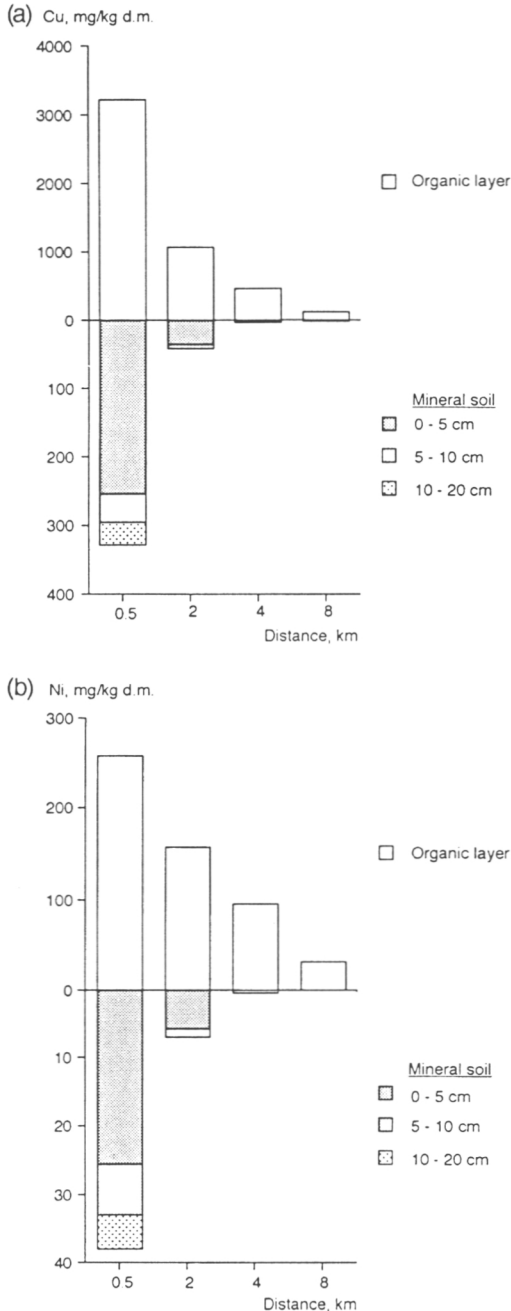 (a) Cu, mg/kg d.m.
4000
3000
2000
1000
0
100
200
300
400
Organic layer
Mineral soil
0 - 5 cm
5 - 10 cm
10 - 20 cm
0.5 2 4 8
Distance, km
(b) Ni, mg/kg d.m.
300
200
100
0
10
20
30
40
Organic layer
Mineral soil
0 - 5 cm
5 - 10 cm
10 - 20 cm
0.5 2 4 8
Distance, km